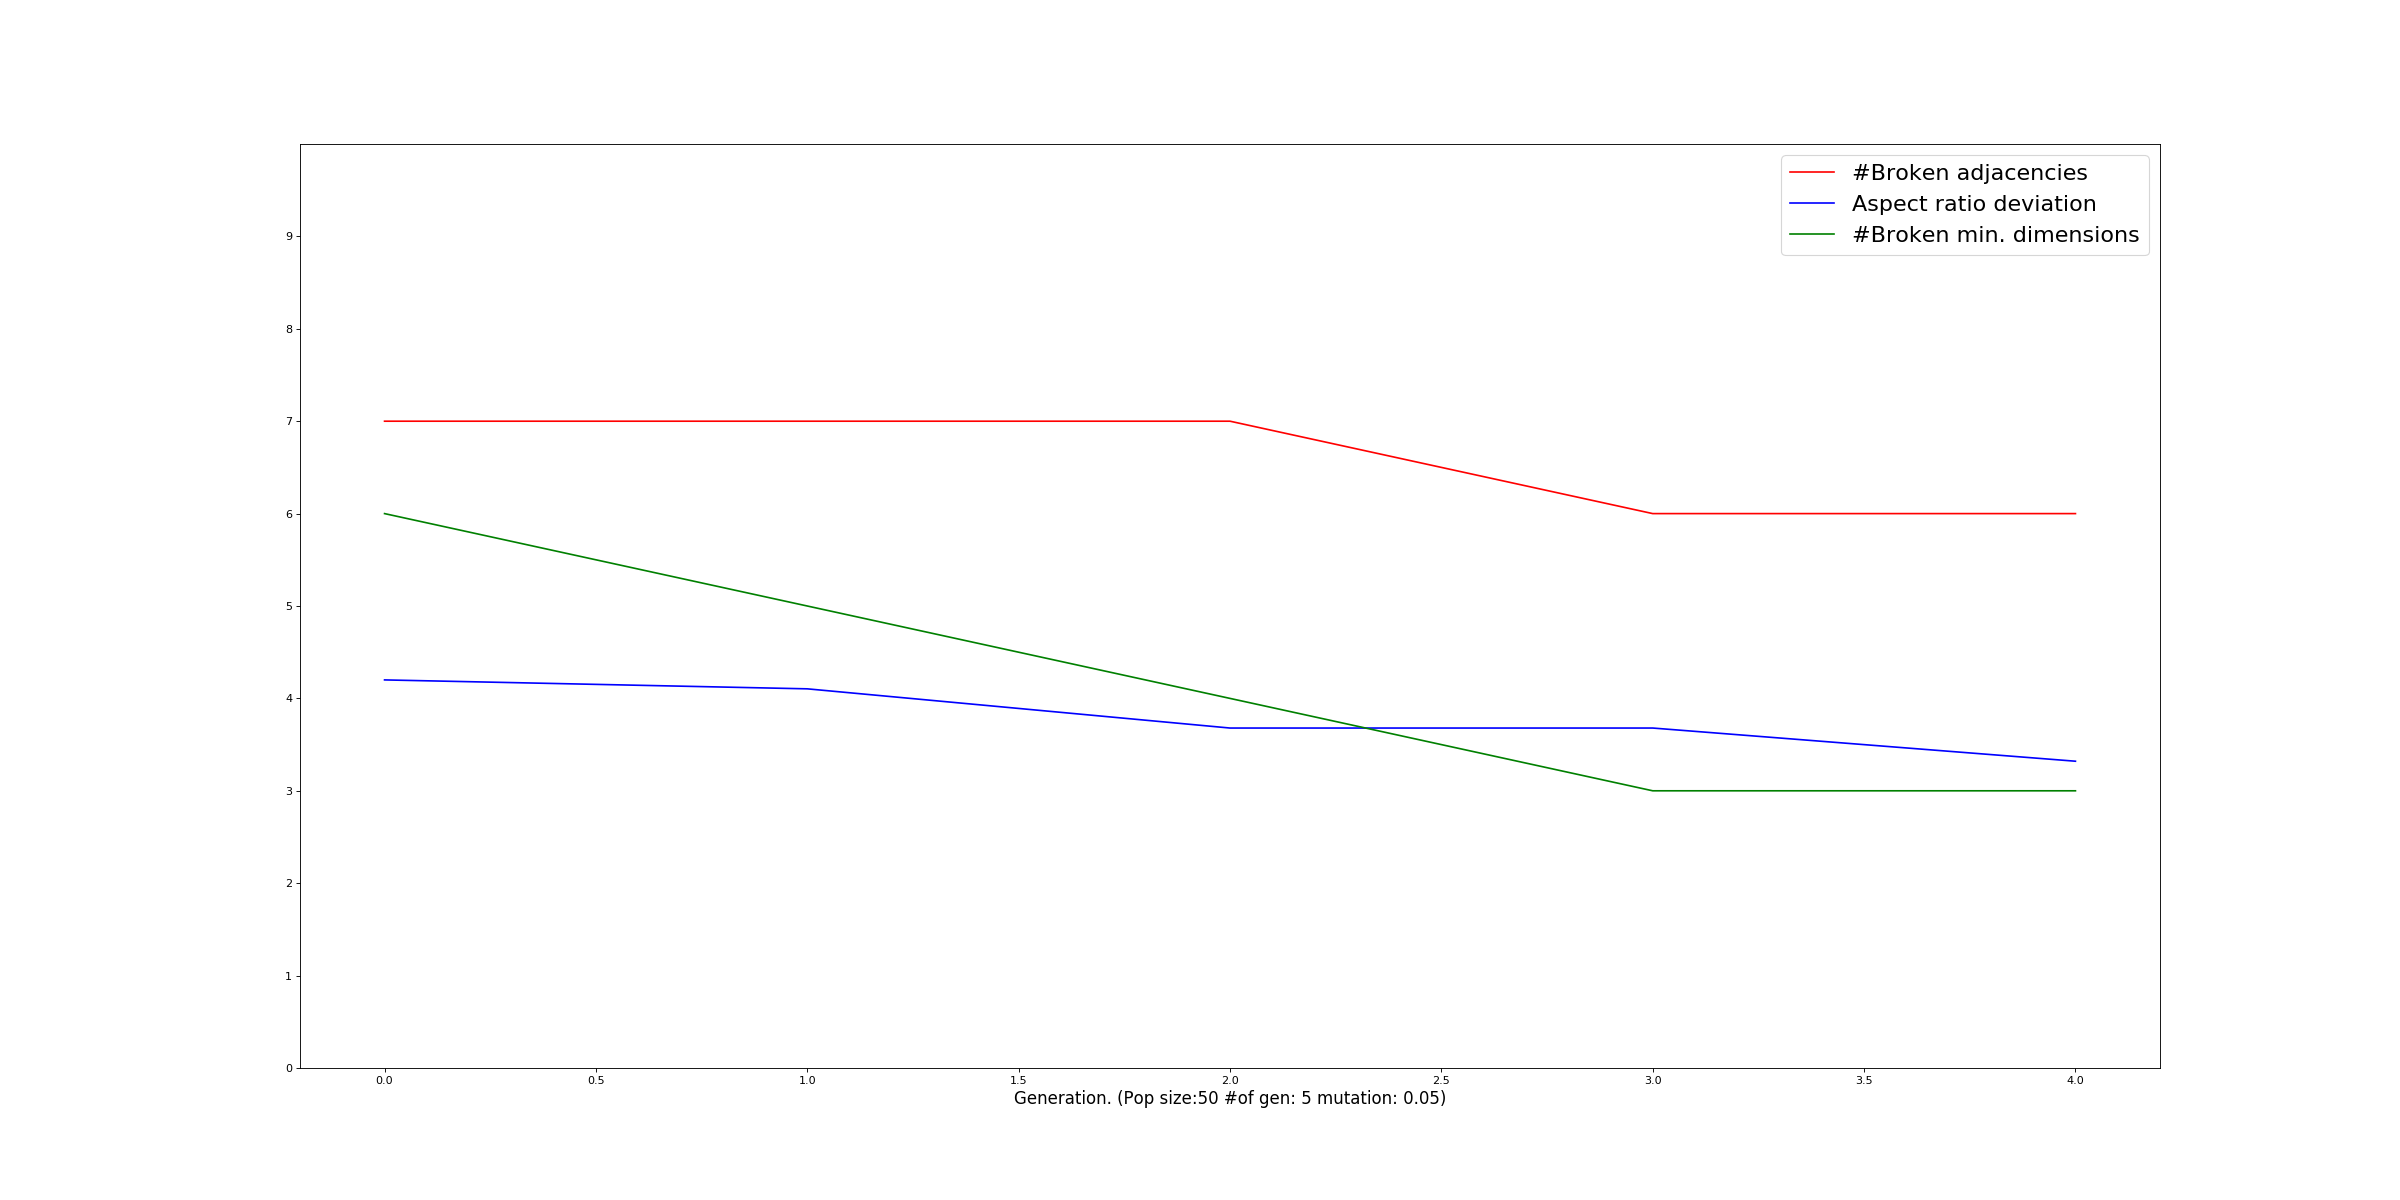 #Broken adjacencies
Aspect ratio deviation
#Broken min. dimensions
9
8
7
6
5
4
3
2
1
0
0.0 0.5 1.0 1.5 2.0 2.5 3.0 3.5 4.0
Generation. (Pop size:50 #of gen: 5 mutation: 0.05)